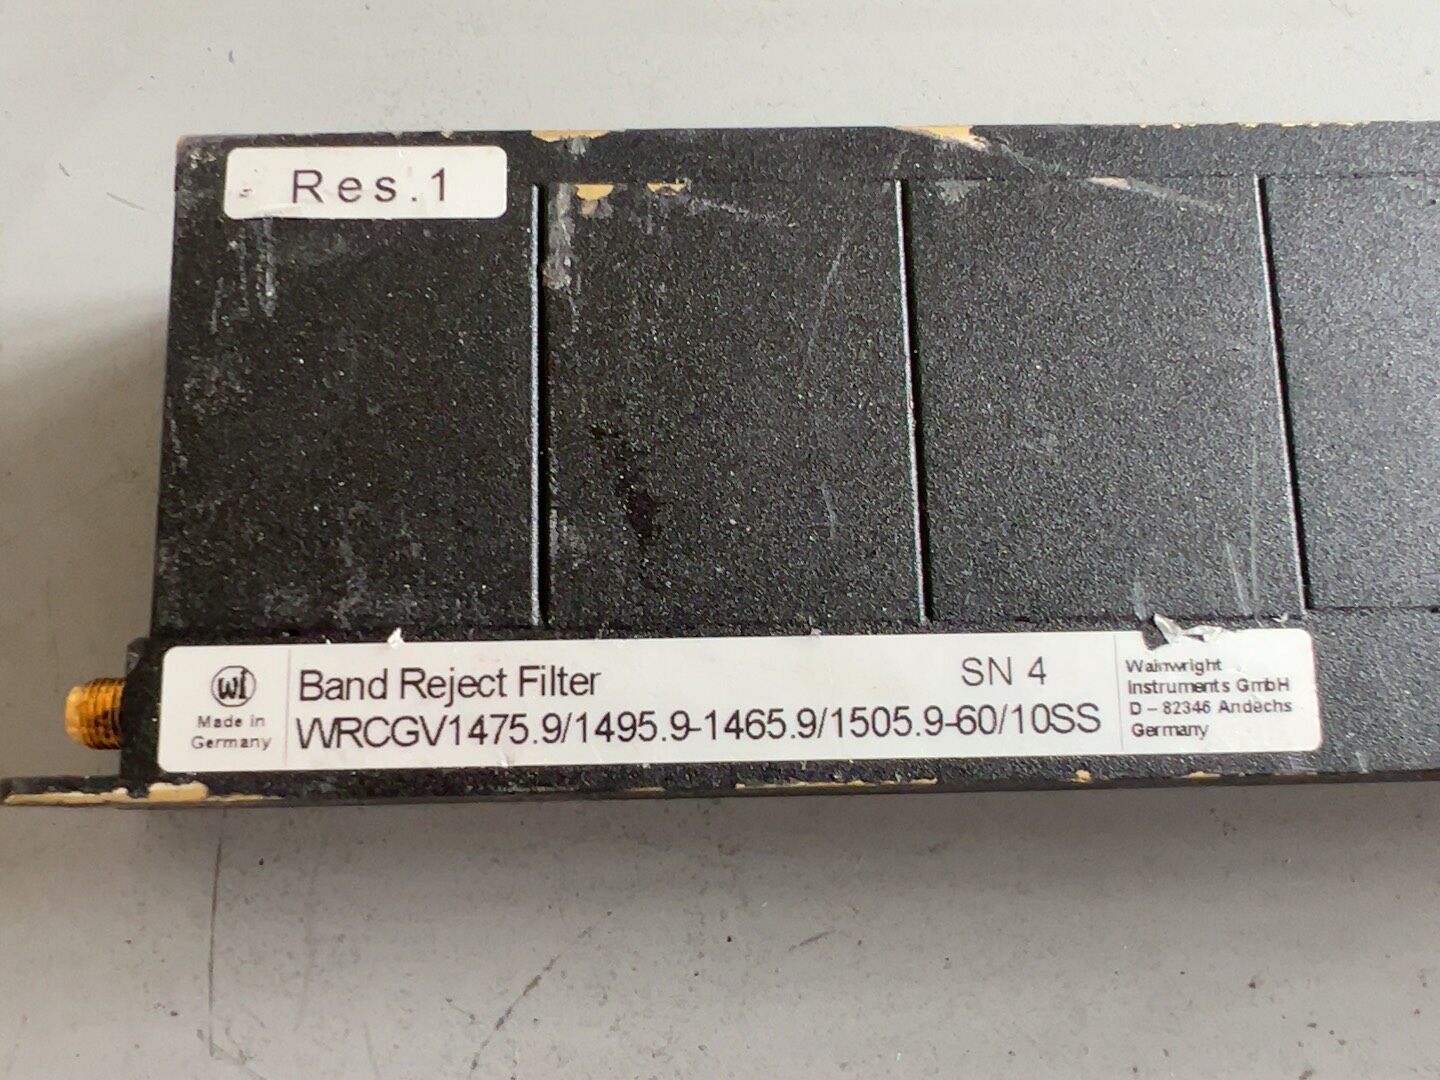 Res.1
WI
Made in
Germany
Band Reject Filter
SN 4
WRCGV1475.9/1495.9-1465.9/1505.9-60/10SS
Wainwright
Instruments GmbH
D – 82346 Andechs
Germany